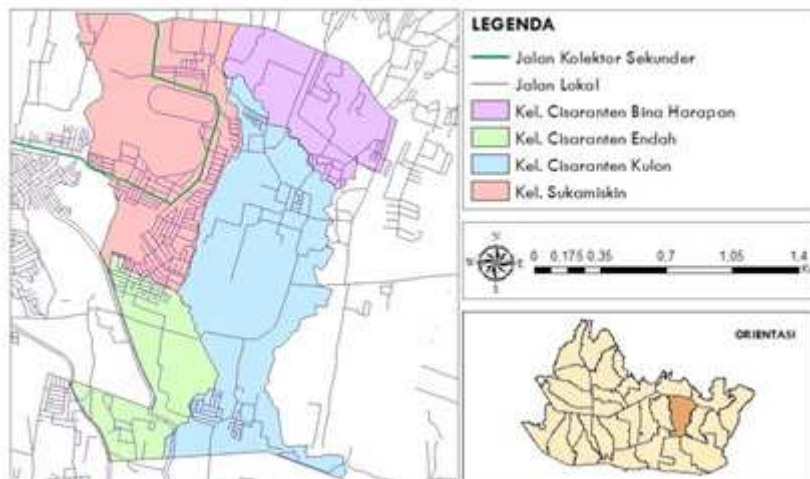 LEGENDA
Jalan Kolektor Sekunder
Jalan Lokal
Kel. Cisaranten Bina Harapan
Kel. Cisaranten Endah
Kel. Cisaranten Kulon
Kel. Sukamiskin
0 0.175 0.35 0.7 1.05 1.4
E
S
ORIENTASI